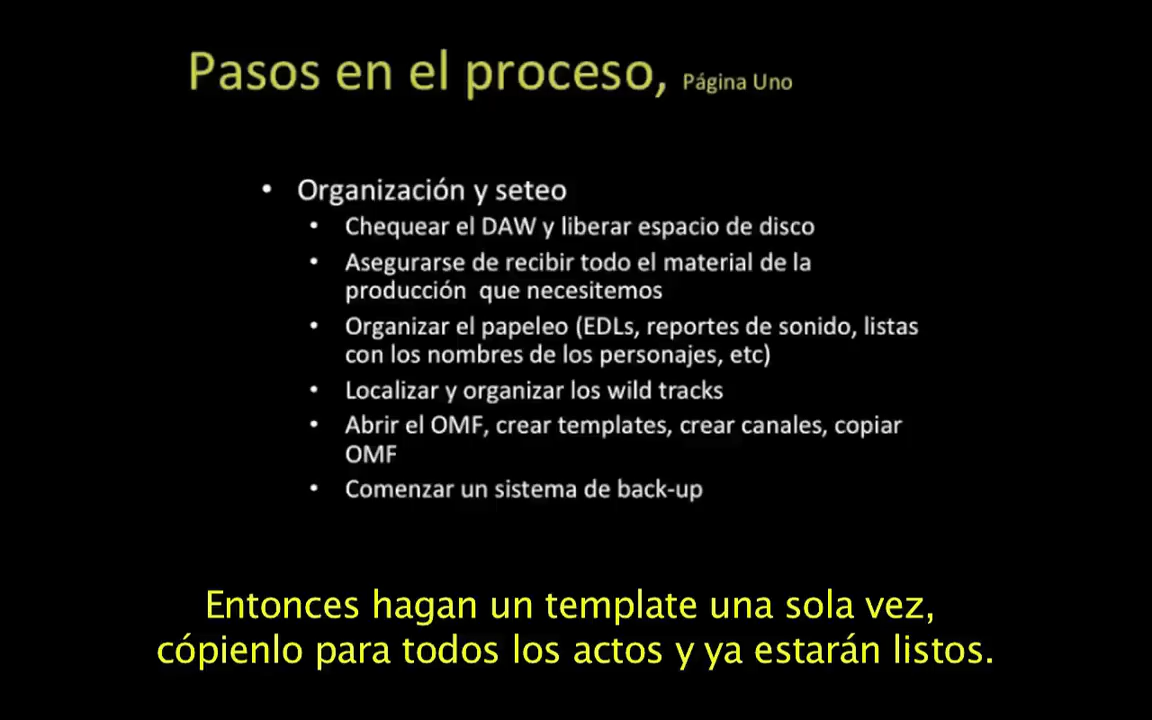 Pasos en el proceso, Página Uno
• Organización y seteo
• Chequear el DAW y liberar espacio de disco
• Asegurarse de recibir todo el material de la
producción que necesitemos
• Organizar el papeleo (EDLs, reportes de sonido, listas
con los nombres de los personajes, etc)
• Localizar y organizar los wild tracks
• Abrir el OMF, crear templates, crear canales, copiar
OMF
• Comenzar un sistema de back-up
Entonces hagan un template una sola vez,
cópienlo para todos los actos y ya estarán listos.